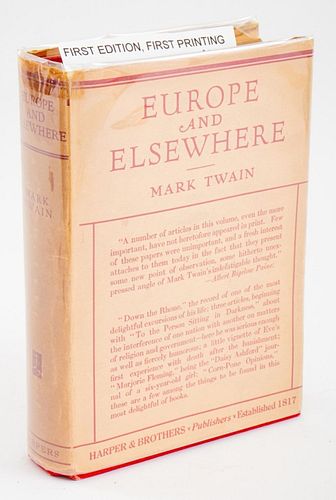 FIRST EDITION, FIRST PRINTING
EUROPE
AND
ELSEWHERE
MARK TWAIN
"A number of articles in this volume, even the more
important, have not heretofore appeared in print. Few
of these papers were unimportant, and a fresh interest
attaches to them today in the fact that they present
some new point of observation, some hitherto unex-
pressed angle of Mark Twain's indefatigable thought."
—Albert Bigelow Paine.
"Down the Rhone," the record of one of the most
delightful excursions of his life; three articles, beginning
with "To the Person Sitting in Darkness," about
the interference of one nation with another on matters
of religion and government—here he was serious enough
as well as fiercely humorous; a little vignette of Eve's
first experience with death after the banishment;
"Marjorie Fleming," being the "Daisy Ashford" jour-
nal of a six-year-old girl; "Corn-Pone Opinions,"
these are a few among the things to be found in this
most delightful of books.
HARPER & BROTHERS · Publishers · Established 1817
EUROPE
AND
ELSEWHERE
MARK
TWAIN
HARPERS